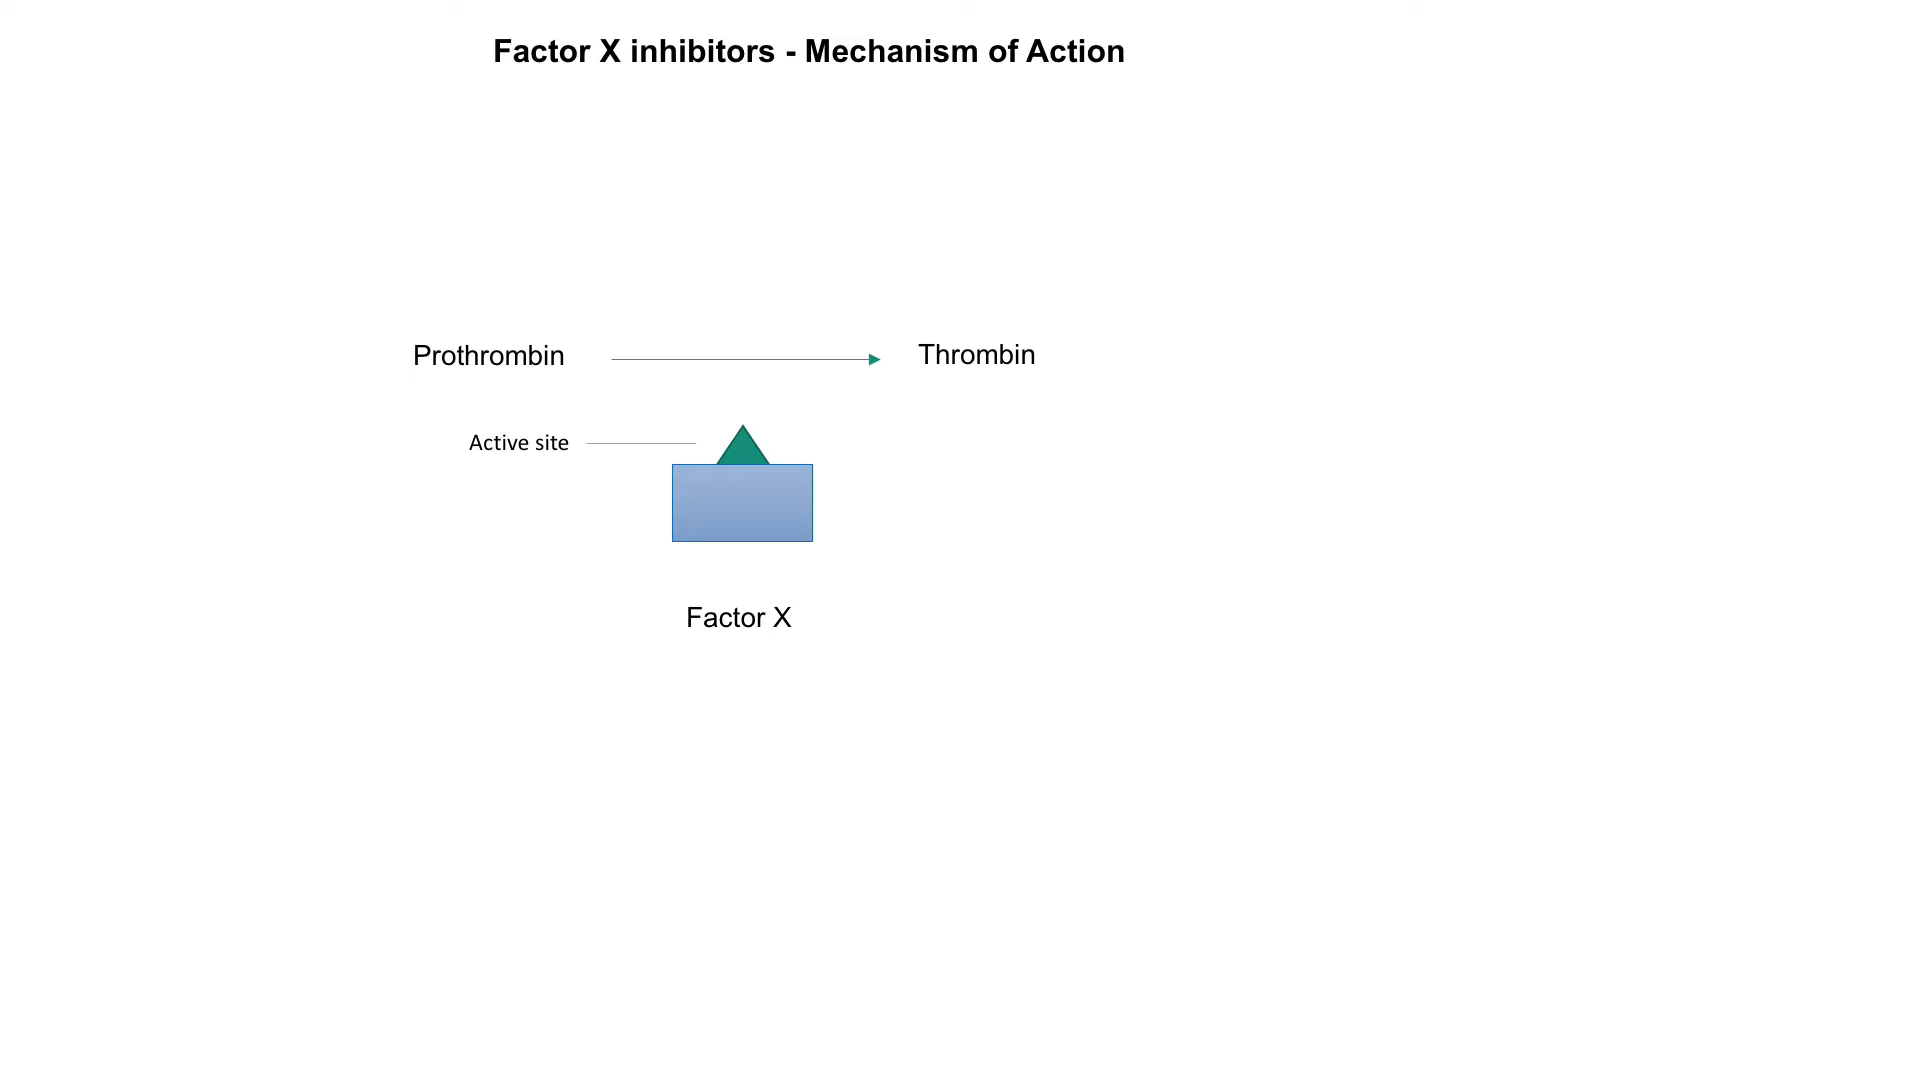 Factor X inhibitors - Mechanism of Action
Prothrombin
Thrombin
Active site
Factor X